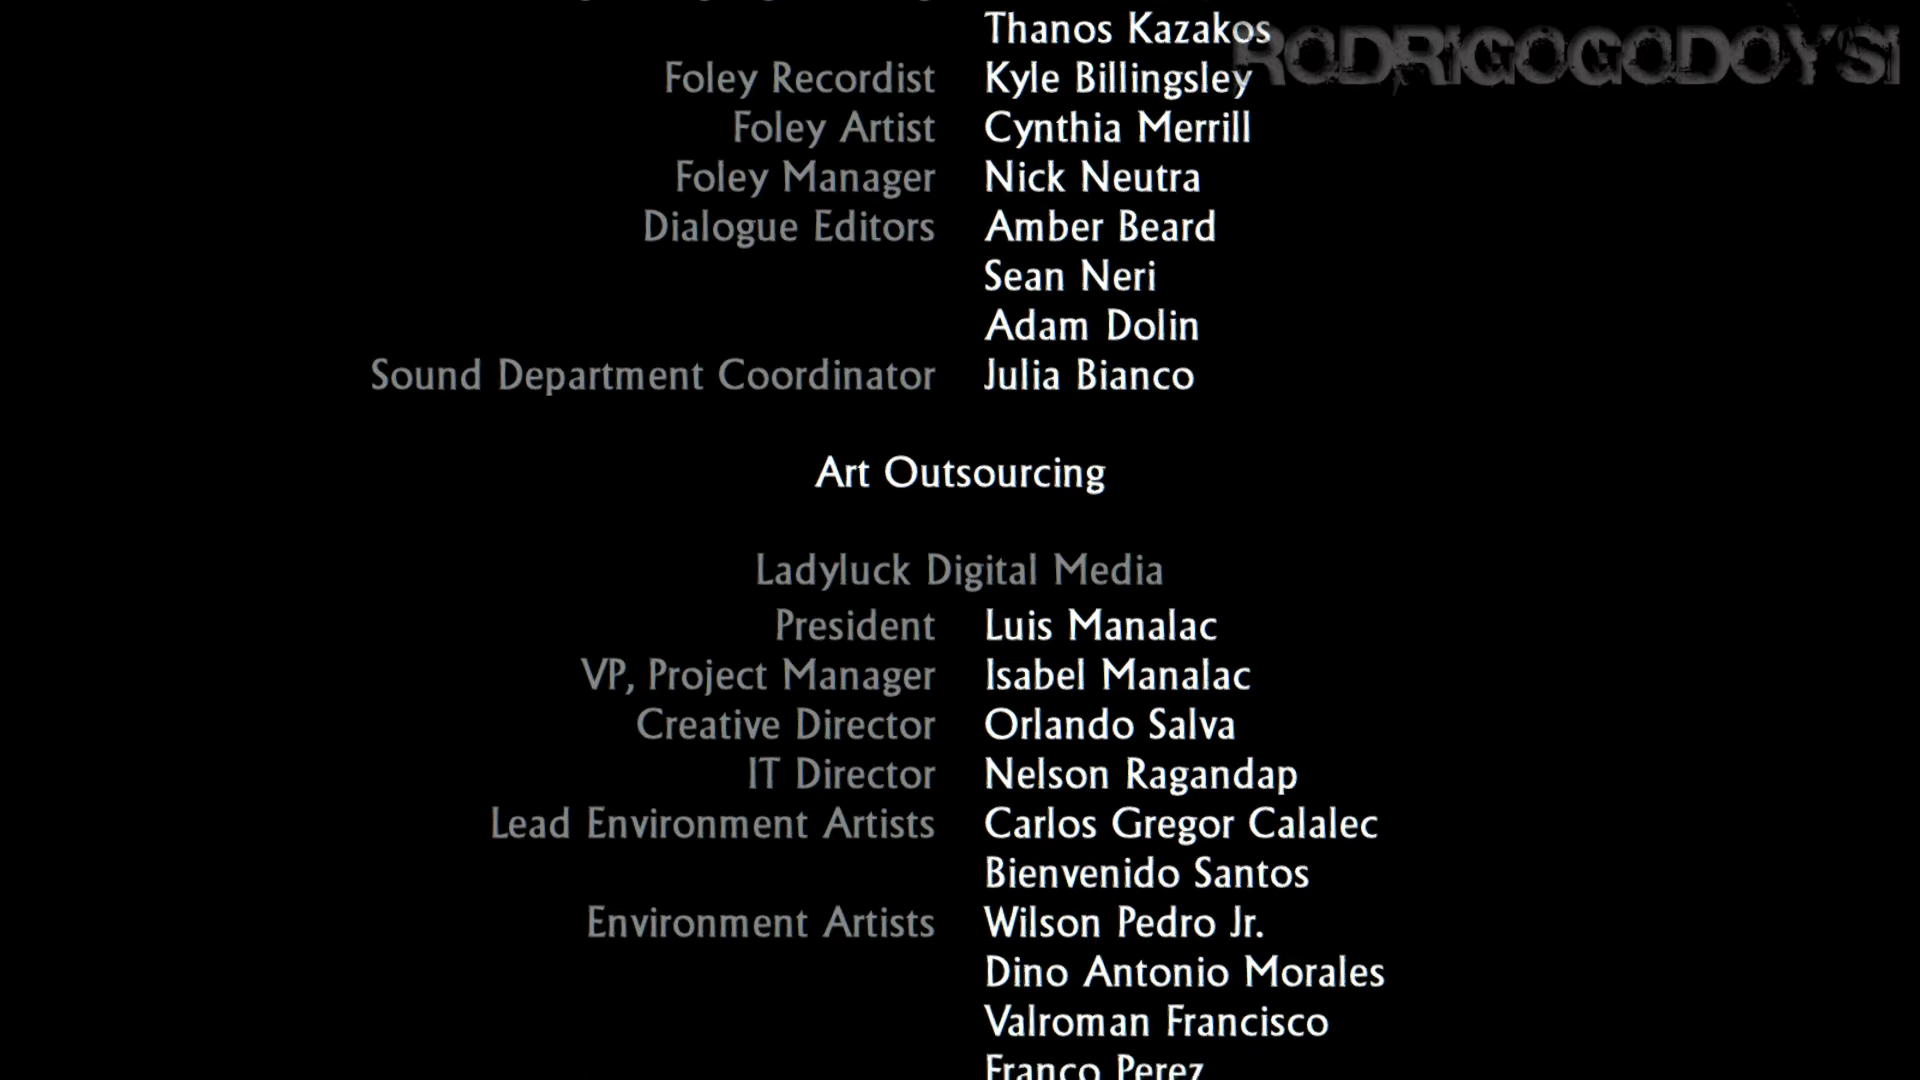 Thanos Kazakos
RODRIGOGODOYSI
Foley Recordist Kyle Billingsley
Foley Artist Cynthia Merrill
Foley Manager Nick Neutra
Dialogue Editors Amber Beard
Sean Neri
Adam Dolin
Sound Department Coordinator Julia Bianco
Art Outsourcing
Ladyluck Digital Media
President Luis Manalac
VP, Project Manager Isabel Manalac
Creative Director Orlando Salva
IT Director Nelson Ragandap
Lead Environment Artists Carlos Gregor Calalec
Bienvenido Santos
Environment Artists Wilson Pedro Jr.
Dino Antonio Morales
Valroman Francisco
Franco Perez